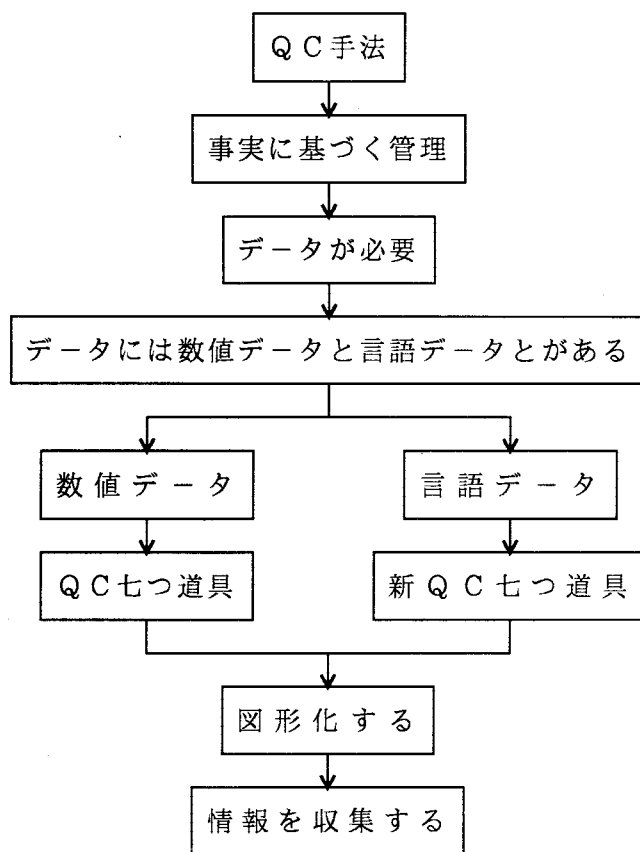 QC手法
事実に基づく管理
データが必要
データには数値データと言語データとがある
数値データ
言語データ
QC七つ道具
新QC七つ道具
図形化する
情報を収集する